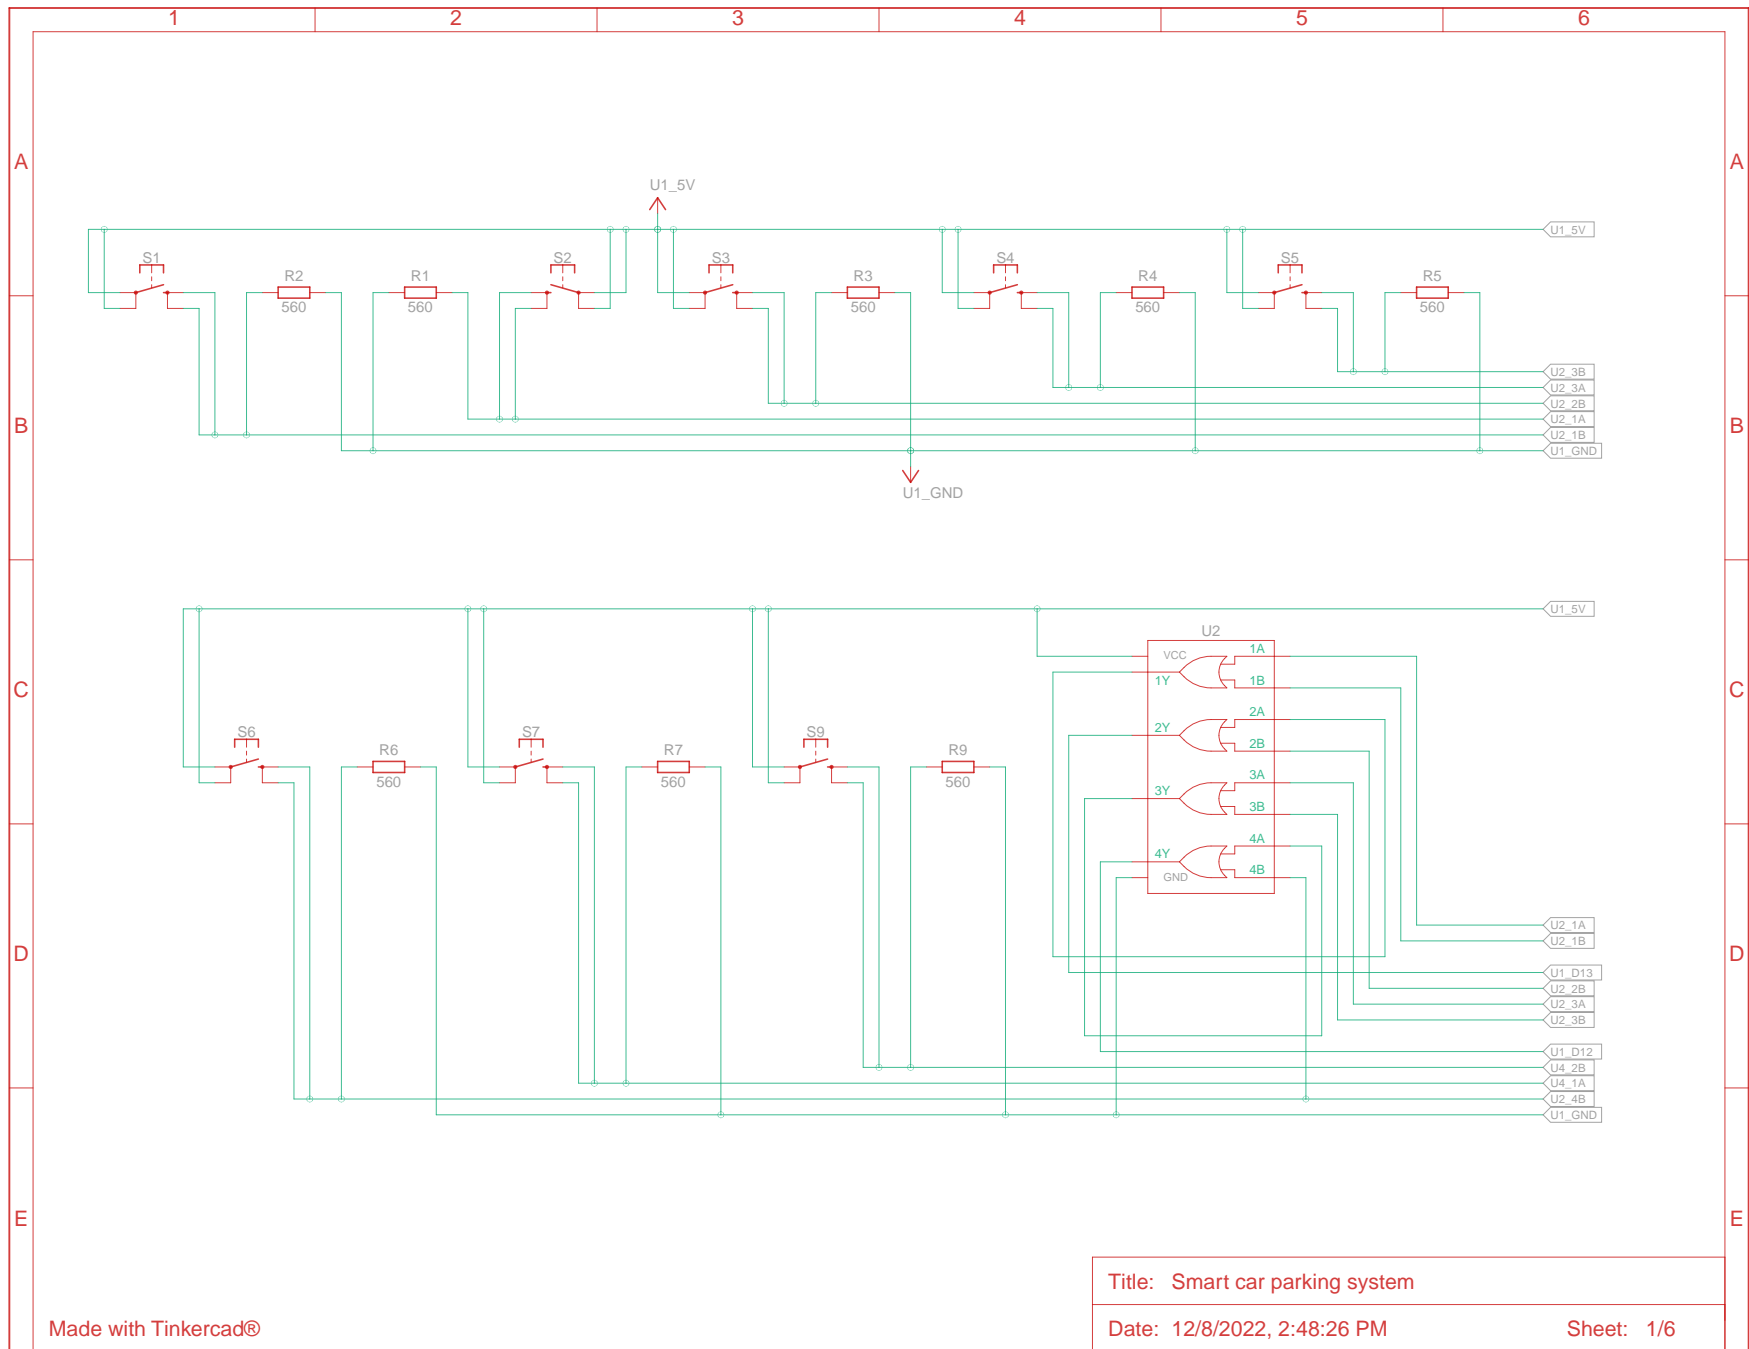 1 2 3 4 5 6
A A
U1_5V
U1_5V
S1 R2 R1 S2 S3 R3 S4 R4 S5 R5
560 560 560 560 560
U2_3B
U2_3A
U2_2B
U2_1A
B B
U2_1B
U1_GND
U1_GND
U1_5V
U2
VCC 1A
1Y 1B
C C
2A
2Y
2B
S6 R6 S7 R7 S9 R9
560 560 560
3A
3Y
3B
4A
4Y
GND 4B
U2_1A
U2_1B
D D
U1_D13
U2_2B
U2_3A
U2_3B
U1_D12
U4_2B
U4_1A
U2_4B
U1_GND
E E
Title: Smart car parking system
Made with Tinkercad®
Date: 12/8/2022, 2:48:26 PM Sheet: 1/6